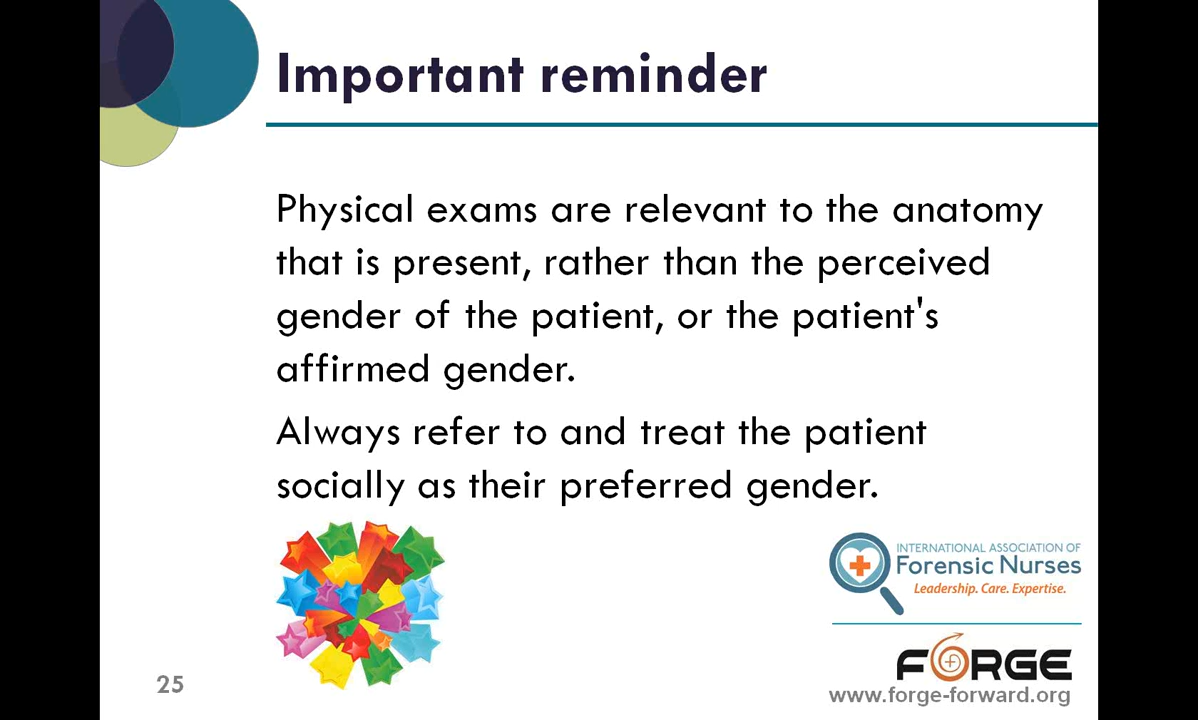 Important reminder
Physical exams are relevant to the anatomy
that is present, rather than the perceived
gender of the patient, or the patient's
affirmed gender.
Always refer to and treat the patient
socially as their preferred gender.
INTERNATIONAL ASSOCIATION OF
Forensic Nurses
Leadership. Care. Expertise.
FORGE
www.forge-forward.org
25